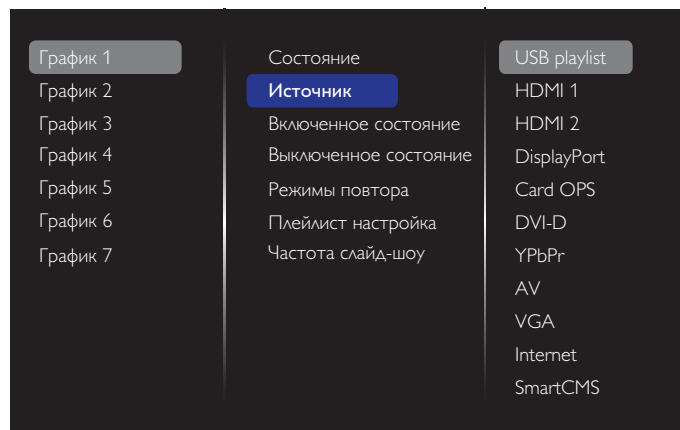 График 1
График 2
График 3
График 4
График 5
График 6
График 7
Состояние
Источник
Включенное состояние
Выключенное состояние
Режимы повтора
Плейлист настройка
Частота слайд-шоу
USB playlist
HDMI 1
HDMI 2
DisplayPort
Card OPS
DVI-D
YPbPr
AV
VGA
Internet
SmartCMS